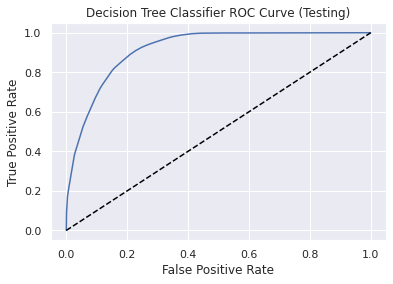 Decision Tree Classifier ROC Curve (Testing)
1.0
0.8
0.6
0.4
0.2
0.0
True Positive Rate
0.0 0.2 0.4 0.6 0.8 1.0
False Positive Rate